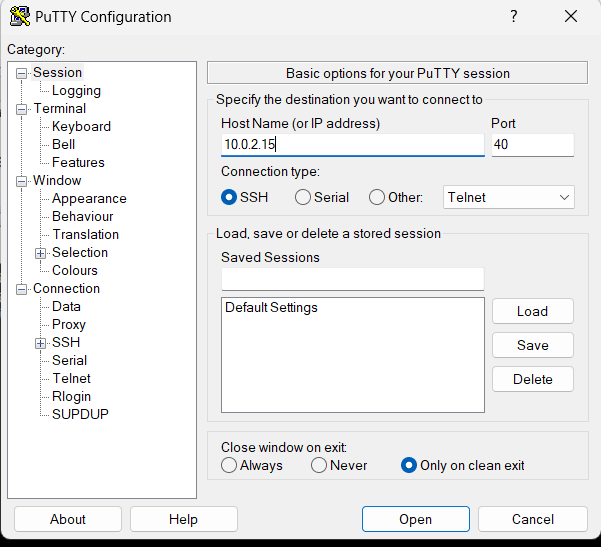 PuTTY Configuration
?
Category:
Session
Logging
Terminal
Keyboard
Bell
Features
Window
Appearance
Behaviour
Translation
Selection
Colours
Connection
Data
Proxy
SSH
Serial
Telnet
Rlogin
SUPDUP
Basic options for your PuTTY session
Specify the destination you want to connect to
Host Name (or IP address) Port
10.0.2.15 40
Connection type:
SSH Serial Other: Telnet
Load, save or delete a stored session
Saved Sessions
Default Settings
Load
Save
Delete
Close window on exit:
Always Never Only on clean exit
About Help Open Cancel